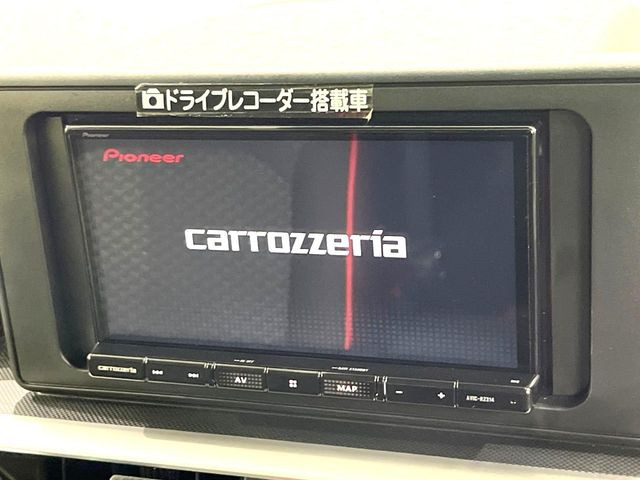 ドライブレコーダー搭載車
Pioneer
Pioneer
carrozzeria
carrozzeria
AV
MAP
- +
AVIC-RZ314